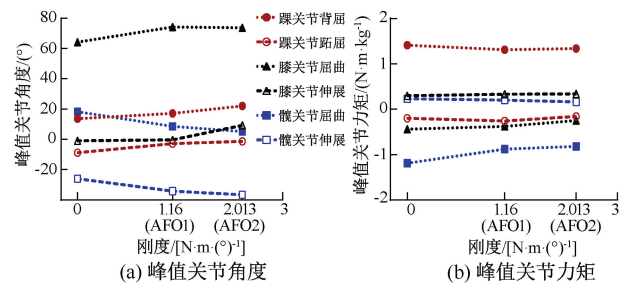 (a)
(b)
峰值关节角度/(°)
80
60
40
20
0
-20
0
1.16
2.013
3
(AFO1)
(AFO2)
刚度/[N·m·(°)-1]
(a) 峰值关节角度
踝关节背屈
踝关节跖屈
膝关节屈曲
膝关节伸展
髋关节屈曲
髋关节伸展
峰值关节力矩/(N·m·kg-1)
2
1
0
-1
-2
0
1.16
2.013
3
(AFO1)
(AFO2)
刚度/[N·m·(°)-1]
(b) 峰值关节力矩